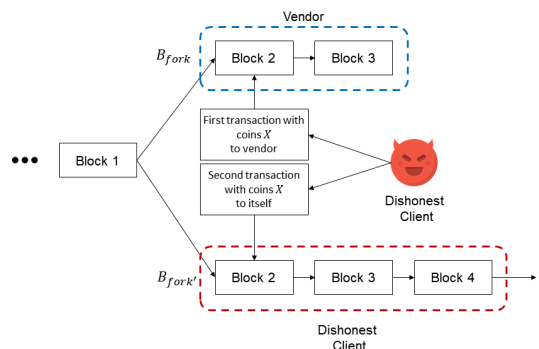 Vendor
B_fork
Block 2
Block 3
First transaction with
coins X
to vendor
Block 1
Second transaction
with coins X
to itself
Dishonest
Client
B_fork'
Block 2
Block 3
Block 4
Dishonest
Client